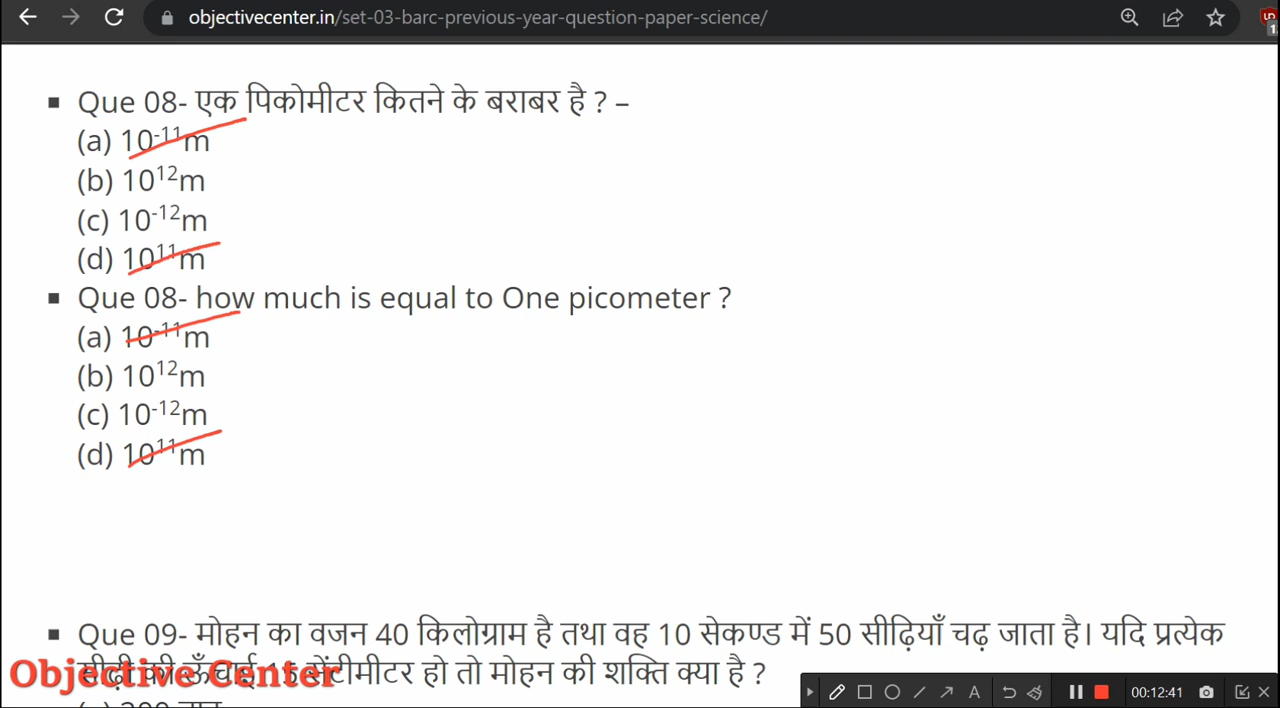 objectivecenter.in/set-03-barc-previous-year-question-paper-science/
▪ Que 08- एक पिकोमीटर कितने के बराबर है ? –
(a) 10⁻¹¹m
(b) 10¹²m
(c) 10⁻¹²m
(d) 10¹¹m
▪ Que 08- how much is equal to One picometer ?
(a) 10⁻¹¹m
(b) 10¹²m
(c) 10⁻¹²m
(d) 10¹¹m
▪ Que 09- मोहन का वजन 40 किलोग्राम है तथा वह 10 सेकण्ड में 50 सीढ़ियाँ चढ़ जाता है। यदि प्रत्येक
सीढ़ी की ऊँचाई 15 सेंटीमीटर हो तो मोहन की शक्ति क्या है ?
Objective Center
A
00:12:41